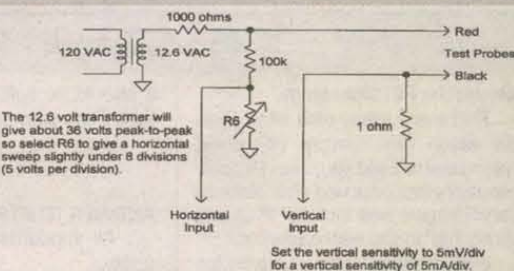 1000 ohms
Red
Test Probes
120 VAC
12.6 VAC
100k
Black
The 12.6 volt transformer will
give about 36 volts peak-to-peak
so select R6 to give a horizontal
sweep slightly under 8 divisions
(5 volts per division).
R6
1 ohm
Horizontal
Input
Vertical
Input
Set the vertical sensitivity to 5mV/div
for a vertical sensitivity of 5mA/div.